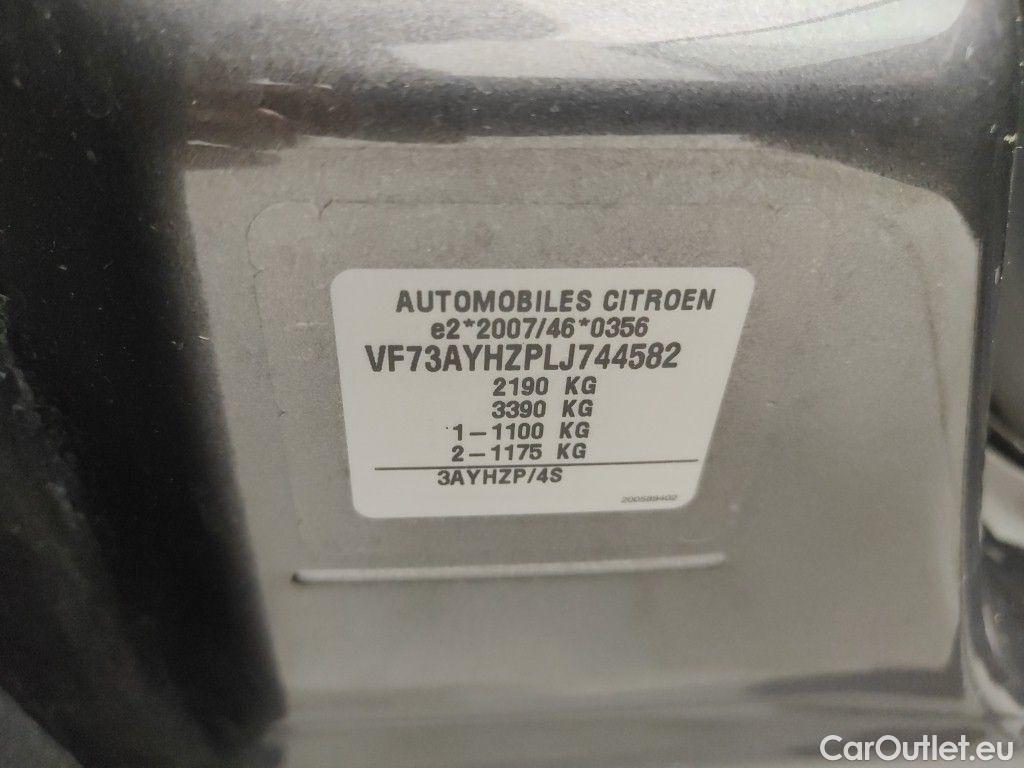 AUTOMOBILES CITROEN
e2*2007/46*0356
VF73AYHZPLJ744582
2190 KG
3390 KG
1-1100 KG
2-1175 KG
3AYHZP/4S
200589402
CarOutlet.eu